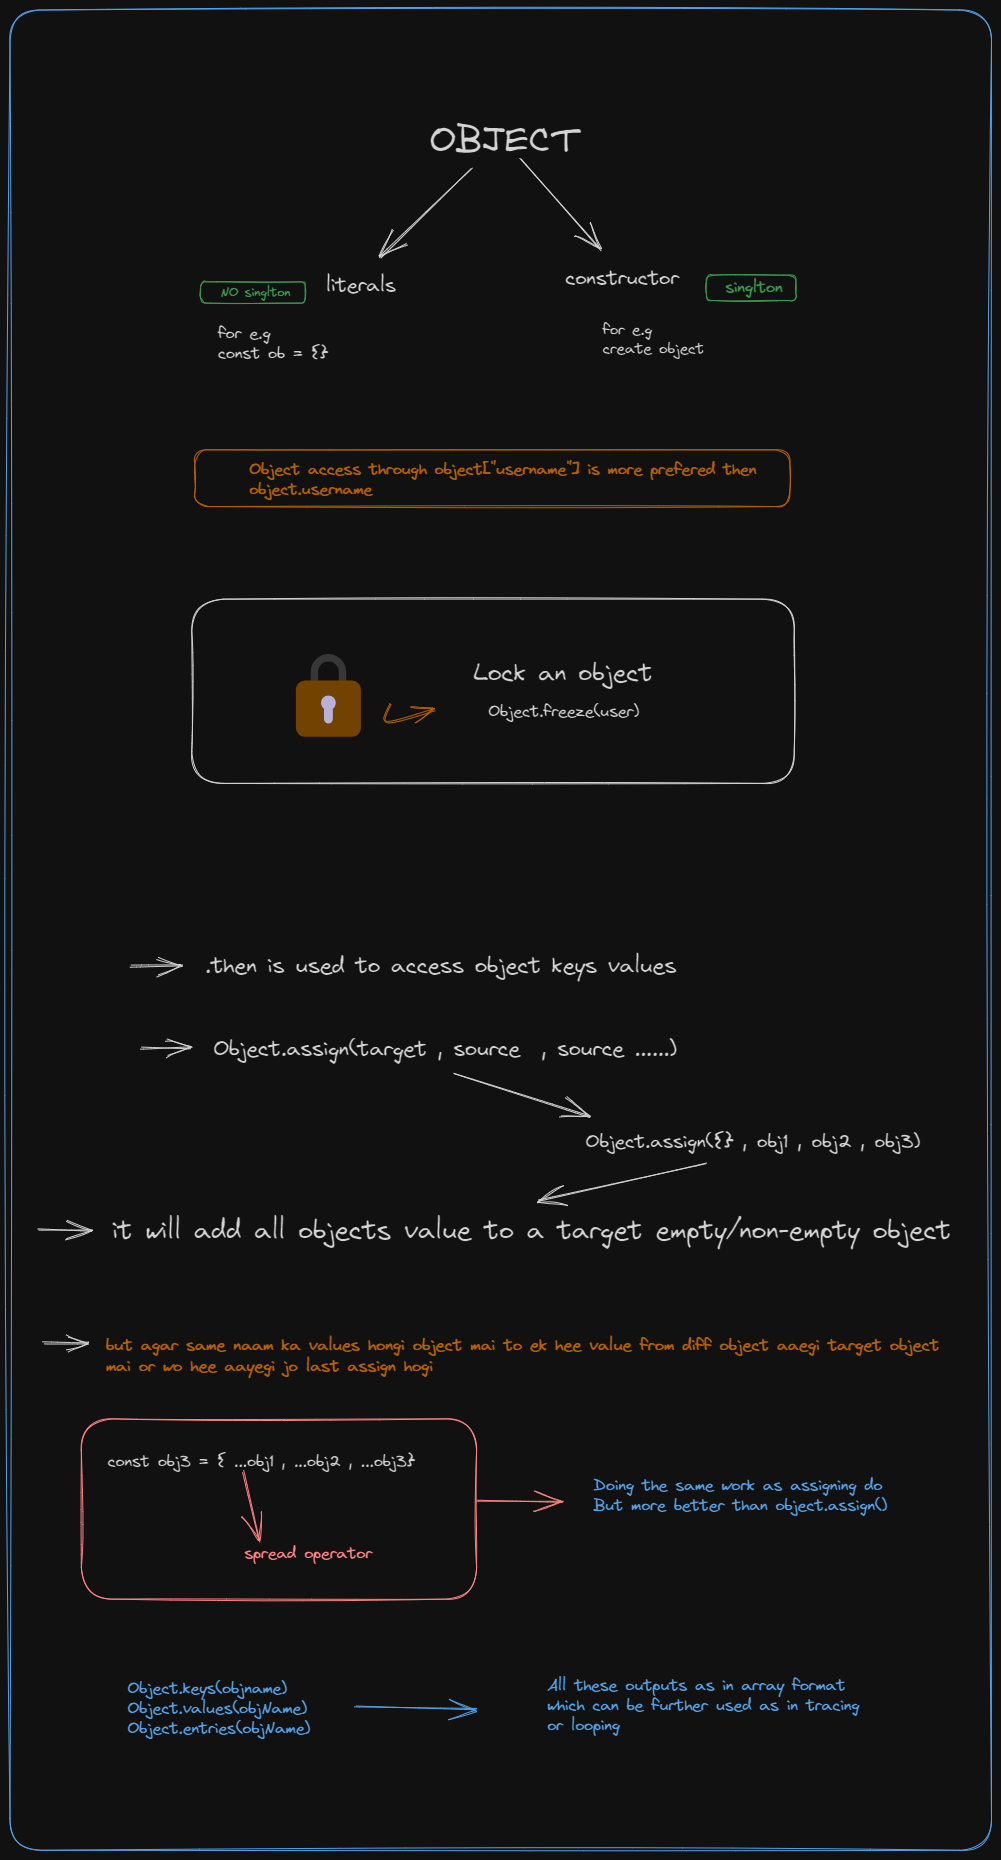 OBJECT
literals
NO singlton
for e.g
const ob = {}
constructor
singlton
for e.g
create object
Object access through object["username"] is more prefered then
object.username
Lock an object
Object.freeze(user)
.then is used to access object keys values
Object.assign(target , source  , source ......)
Object.assign({} , obj1 , obj2 , obj3)
it will add all objects value to a target empty/non-empty object
but agar same naam ka values hongi object mai to ek hee value from diff object aaegi target object
mai or wo hee aayegi jo last assign hogi
const obj3 = { ...obj1 , ...obj2 , ...obj3}
spread operator
Doing the same work as assigning do
But more better than object.assign()
Object.keys(objname)
Object.values(objName)
Object.entries(objName)
All these outputs as in array format
which can be further used as in tracing
or looping